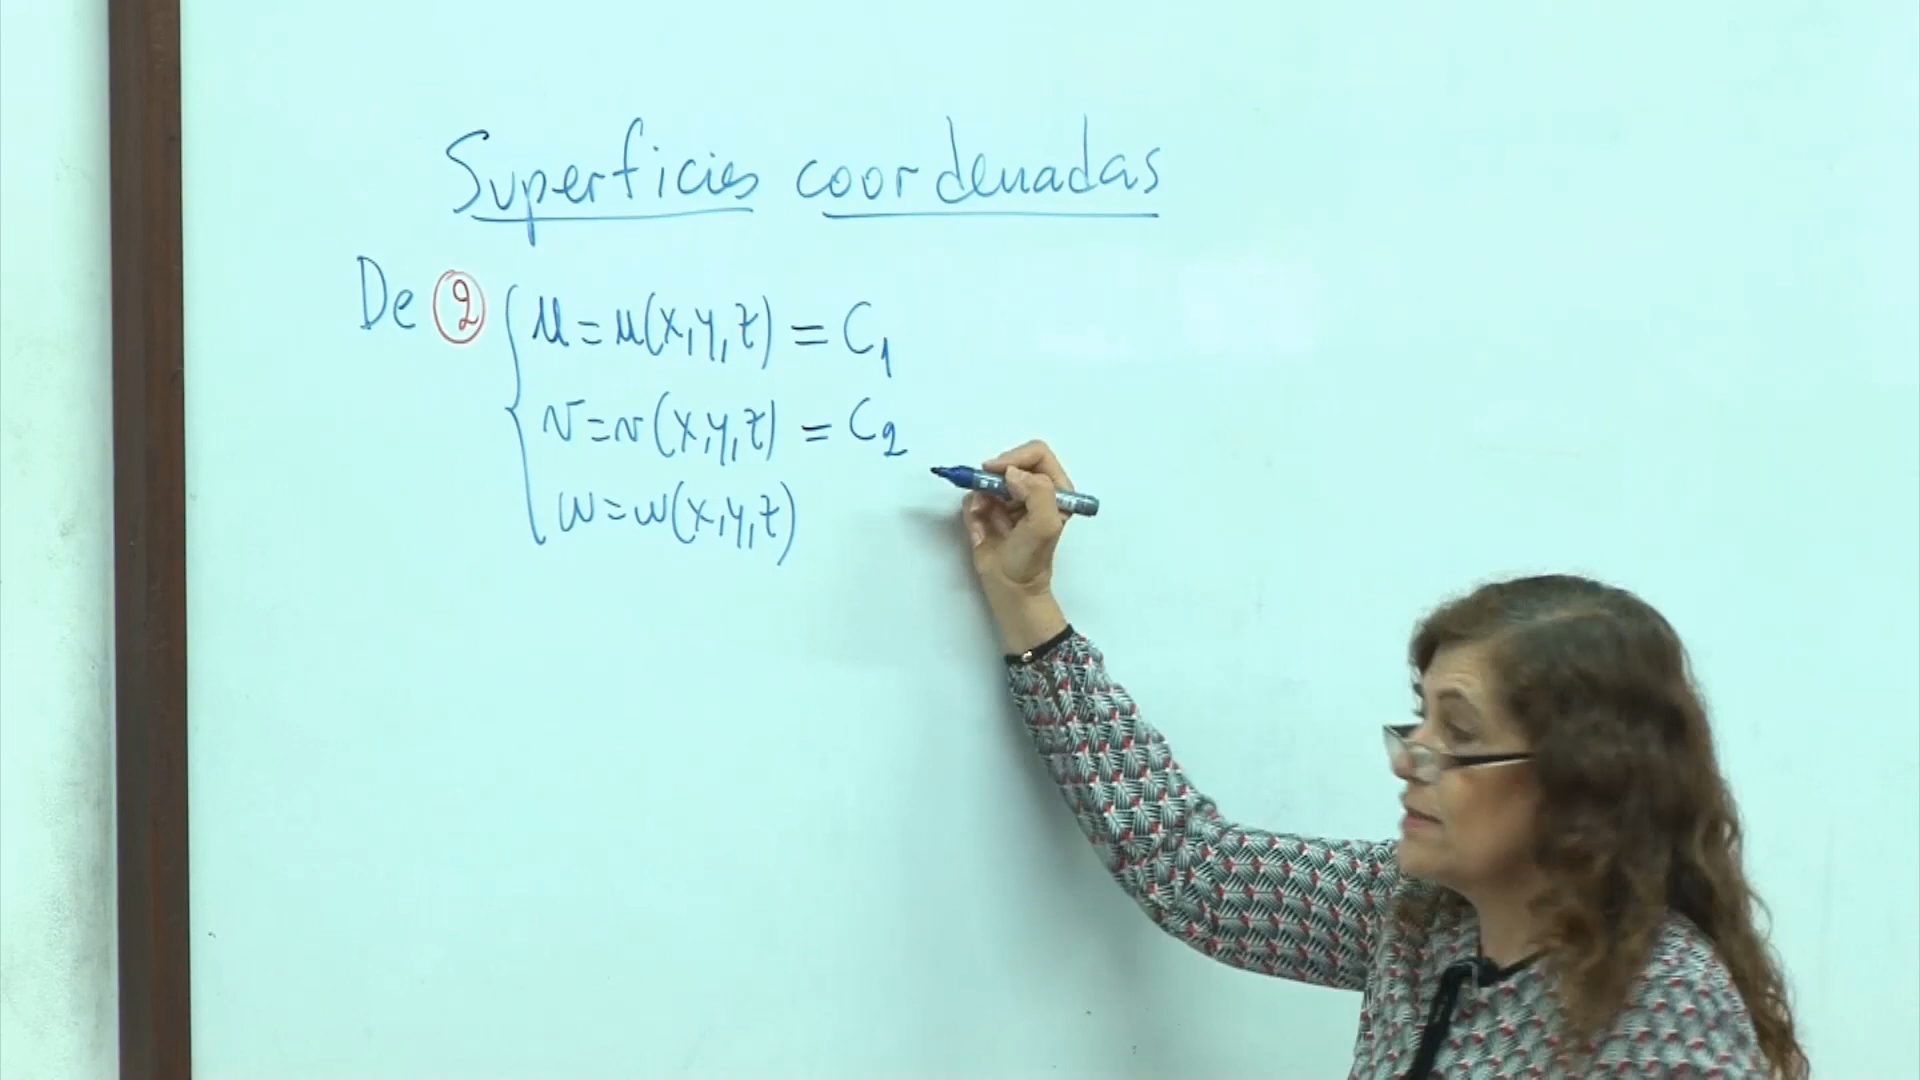 Superficies coordenadas
De ② { u = u(x,y,z) = C₁
v = v(x,y,z) = C₂
w = w(x,y,z)